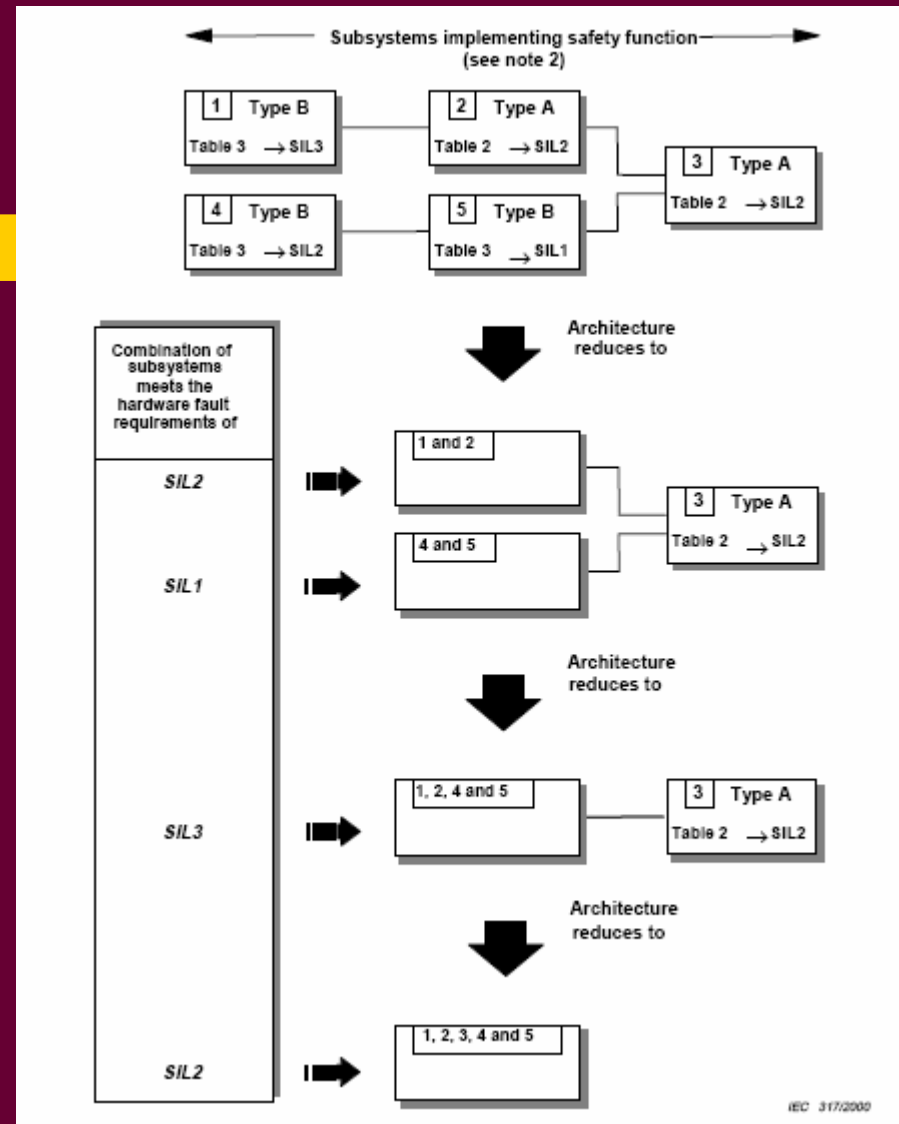 Subsystems implementing safety function
(see note 2)
1 Type B
Table 3 → SIL3
2 Type A
Table 2 → SIL2
3 Type A
Table 2 → SIL2
4 Type B
Table 3 → SIL2
5 Type B
Table 3 → SIL1
Architecture
reduces to
Combination of
subsystems
meets the
hardware fault
requirements of
SIL2
1 and 2
3 Type A
Table 2 → SIL2
SIL1
4 and 5
Architecture
reduces to
SIL3
1, 2, 4 and 5
3 Type A
Table 2 → SIL2
Architecture
reduces to
SIL2
1, 2, 3, 4 and 5
IEC 317/2000